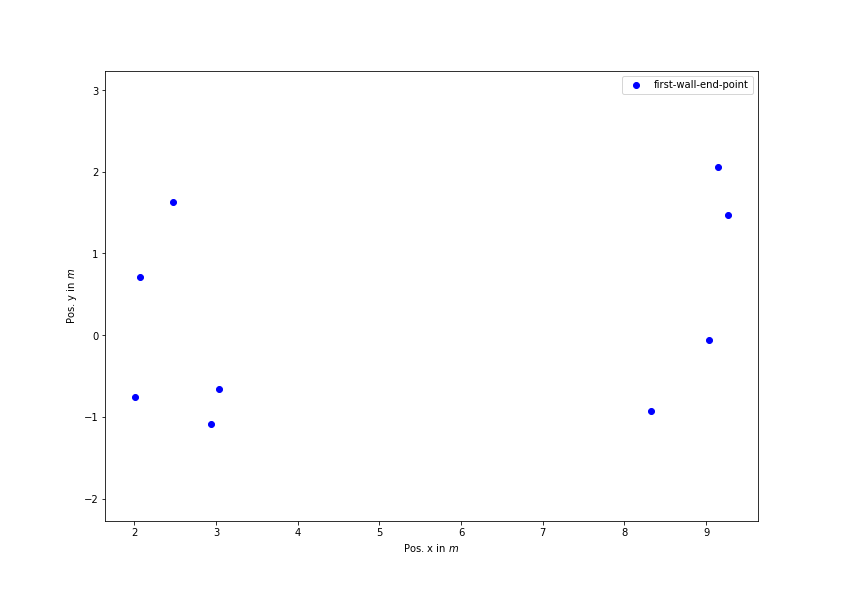 first-wall-end-point
3
2
1
0
−1
−2
Pos. y in m
2 3 4 5 6 7 8 9
Pos. x in m